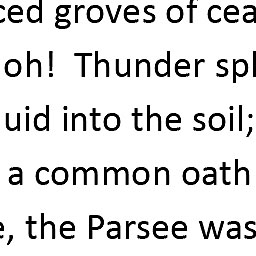 ced groves of cea
oh! Thunder spl
uid into the soil;
a common oath
e, the Parsee was